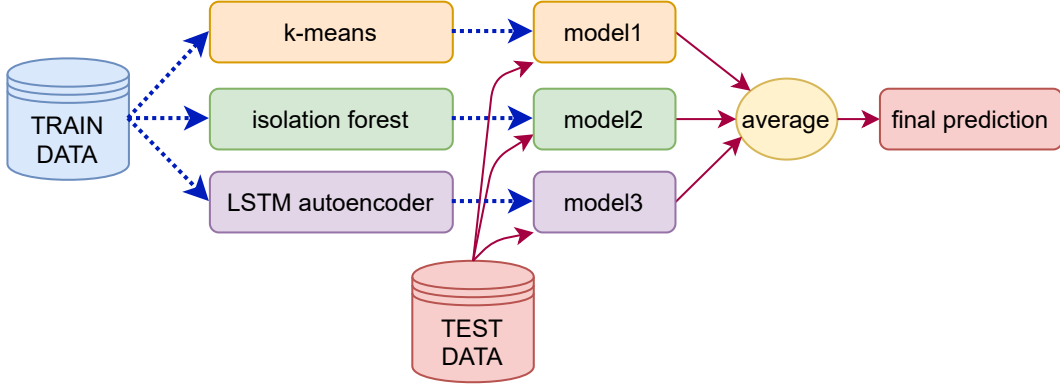 TRAIN
DATA
k-means
isolation forest
LSTM autoencoder
model1
model2
model3
average
final prediction
TEST
DATA